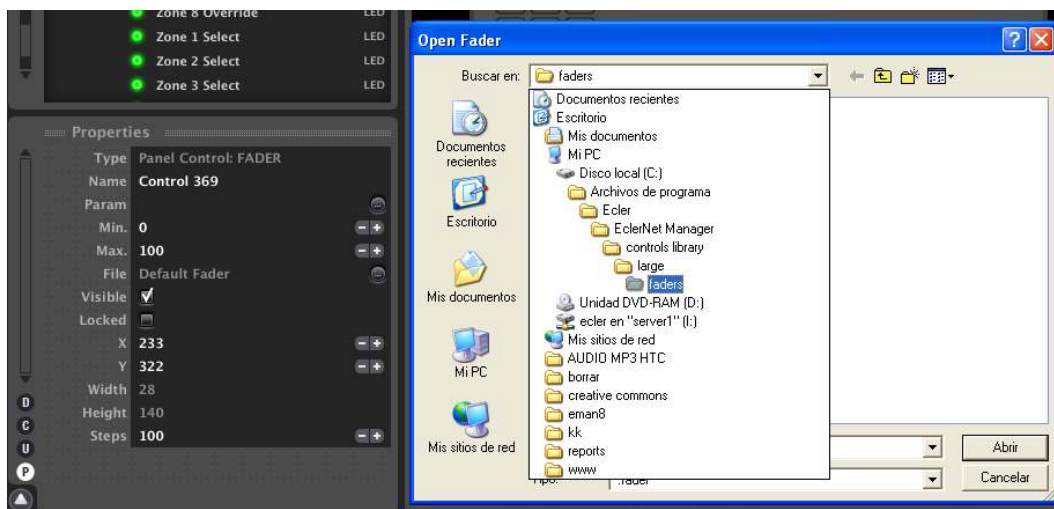 Zone 8 Override LED
Zone 1 Select LED
Zone 2 Select LED
Zone 3 Select LED
Properties
Type Panel Control: FADER
Name Control 369
Param
Min. 0
Max. 100
File Default Fader
Visible
Locked
X 233
Y 322
Width 28
Height 140
Steps 100
D
C
U
P
Open Fader
Buscar en: faders
Documentos recientes
Escritorio
Mis documentos
Mi PC
Mis sitios de red
Documentos recientes
Escritorio
Mis documentos
Mi PC
Disco local (C:)
Archivos de programa
Ecler
EclerNet Manager
controls library
large
faders
Unidad DVD-RAM (D:)
ecler en "server1" (I:)
Mis sitios de red
AUDIO MP3 HTC
borrar
creative commons
eman8
kk
reports
www
Abrir
Tipo: .fader
Cancelar